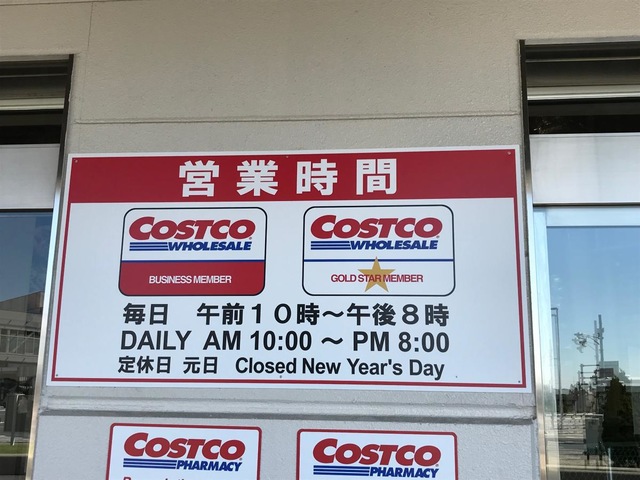 営業時間
COSTCO
WHOLESALE
BUSINESS MEMBER
COSTCO
WHOLESALE
GOLD STAR MEMBER
毎日 午前10時～午後8時
DAILY AM 10:00 ～ PM 8:00
定休日 元日 Closed New Year's Day
COSTCO
PHARMACY
COSTCO
PHARMACY